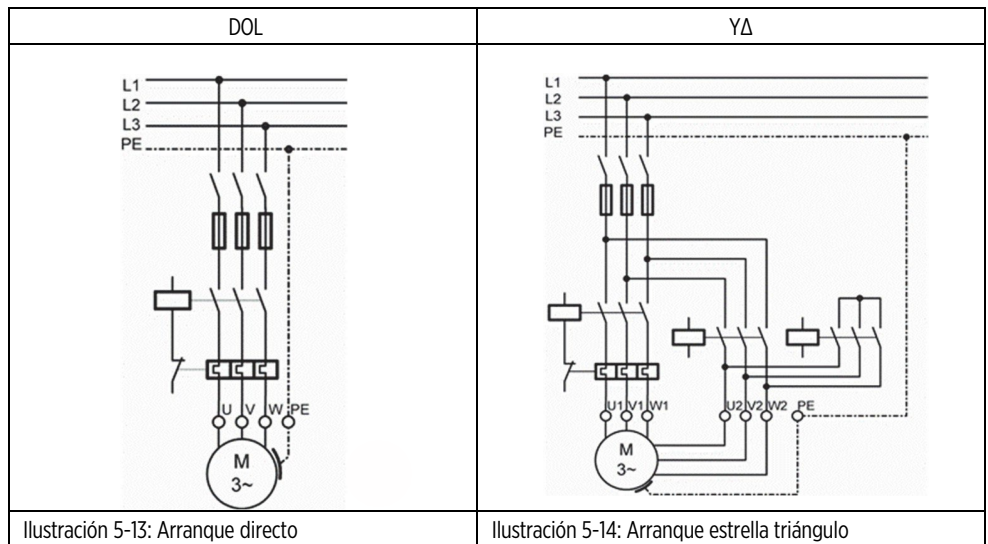 DOL
YΔ
L1
L2
L3
PE
U V W PE
M
3~
L1
L2
L3
PE
U1 V1 W1 U2 V2 W2 PE
M
3~
Ilustración 5-13: Arranque directo
Ilustración 5-14: Arranque estrella triángulo